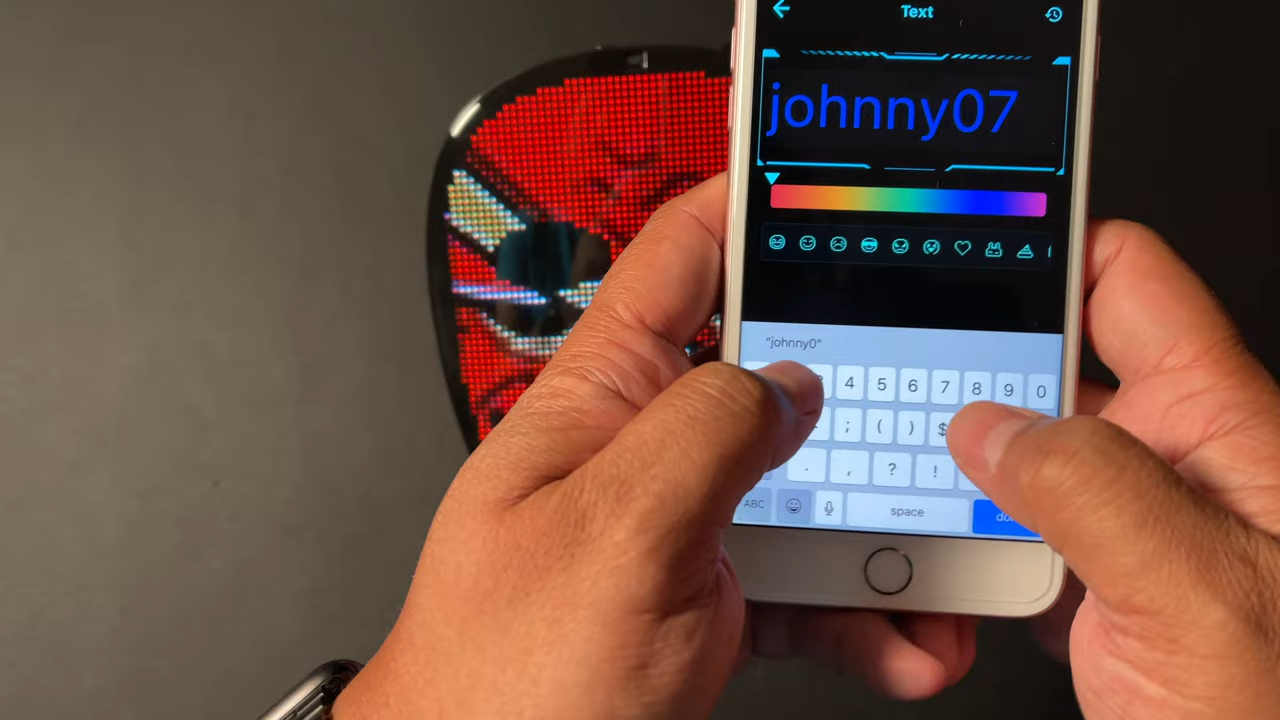 Text
johnny07
“johnny0”
4 5 6 7 8 9 0
; ( ) $
. , ? !
ABC space